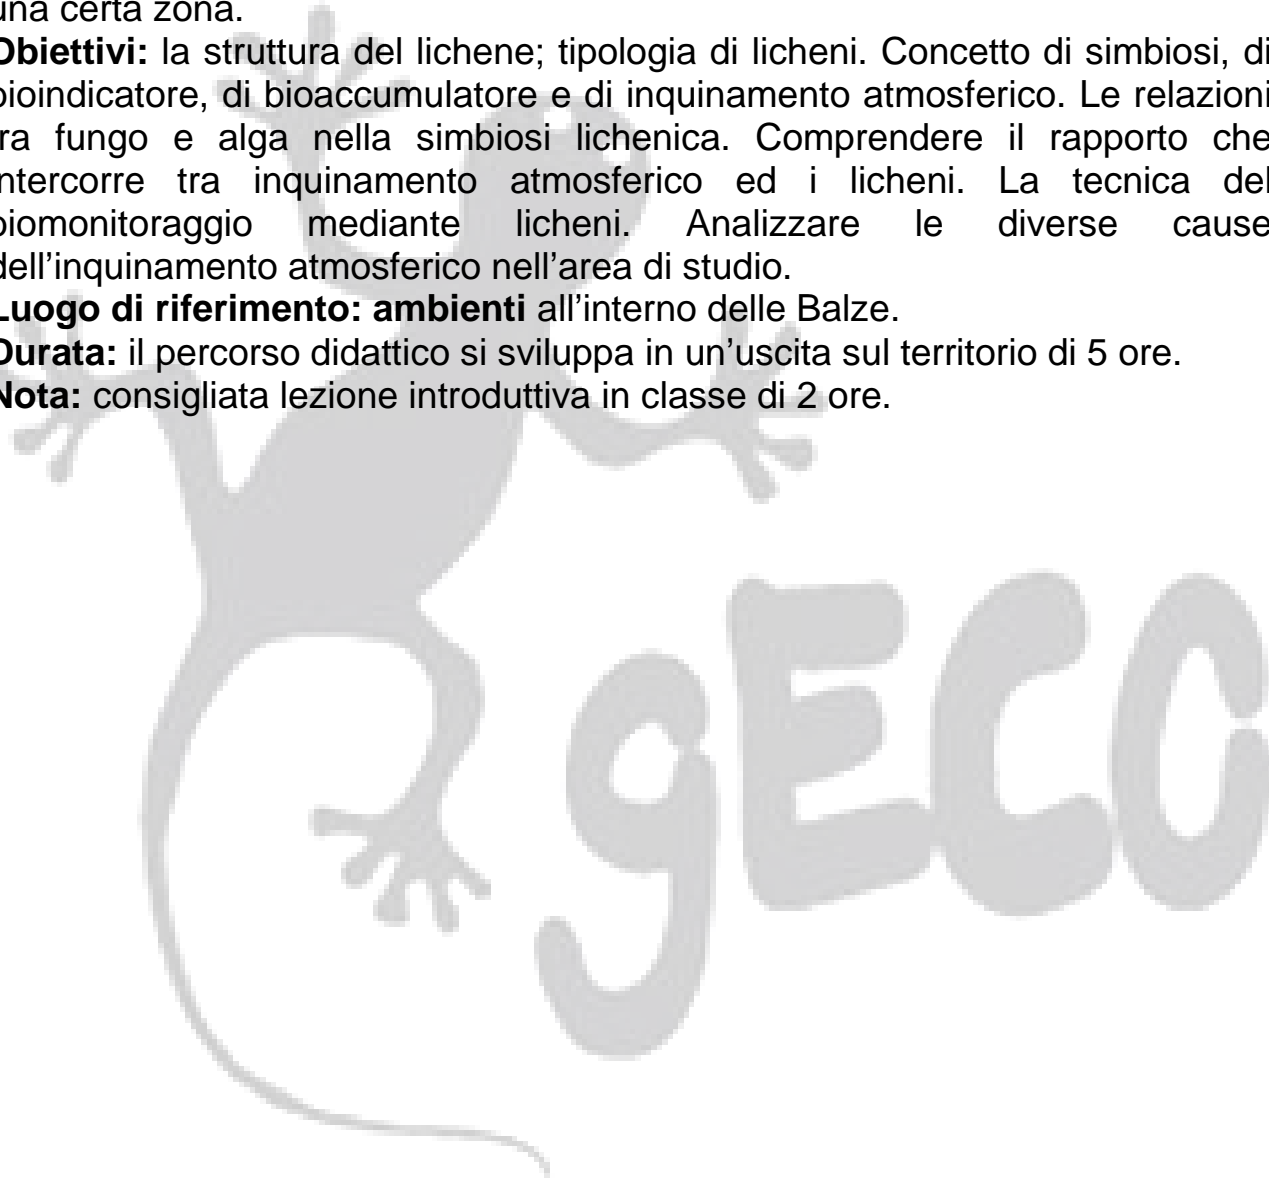 una certa zona.
Obiettivi: la struttura del lichene; tipologia di licheni. Concetto di simbiosi, di
bioindicatore, di bioaccumulatore e di inquinamento atmosferico. Le relazioni
tra fungo e alga nella simbiosi lichenica. Comprendere il rapporto che
intercorre tra inquinamento atmosferico ed i licheni. La tecnica del
biomonitoraggio mediante licheni. Analizzare le diverse cause
dell'inquinamento atmosferico nell'area di studio.
Luogo di riferimento: ambienti all'interno delle Balze.
Durata: il percorso didattico si sviluppa in un'uscita sul territorio di 5 ore.
Nota: consigliata lezione introduttiva in classe di 2 ore.
gECO